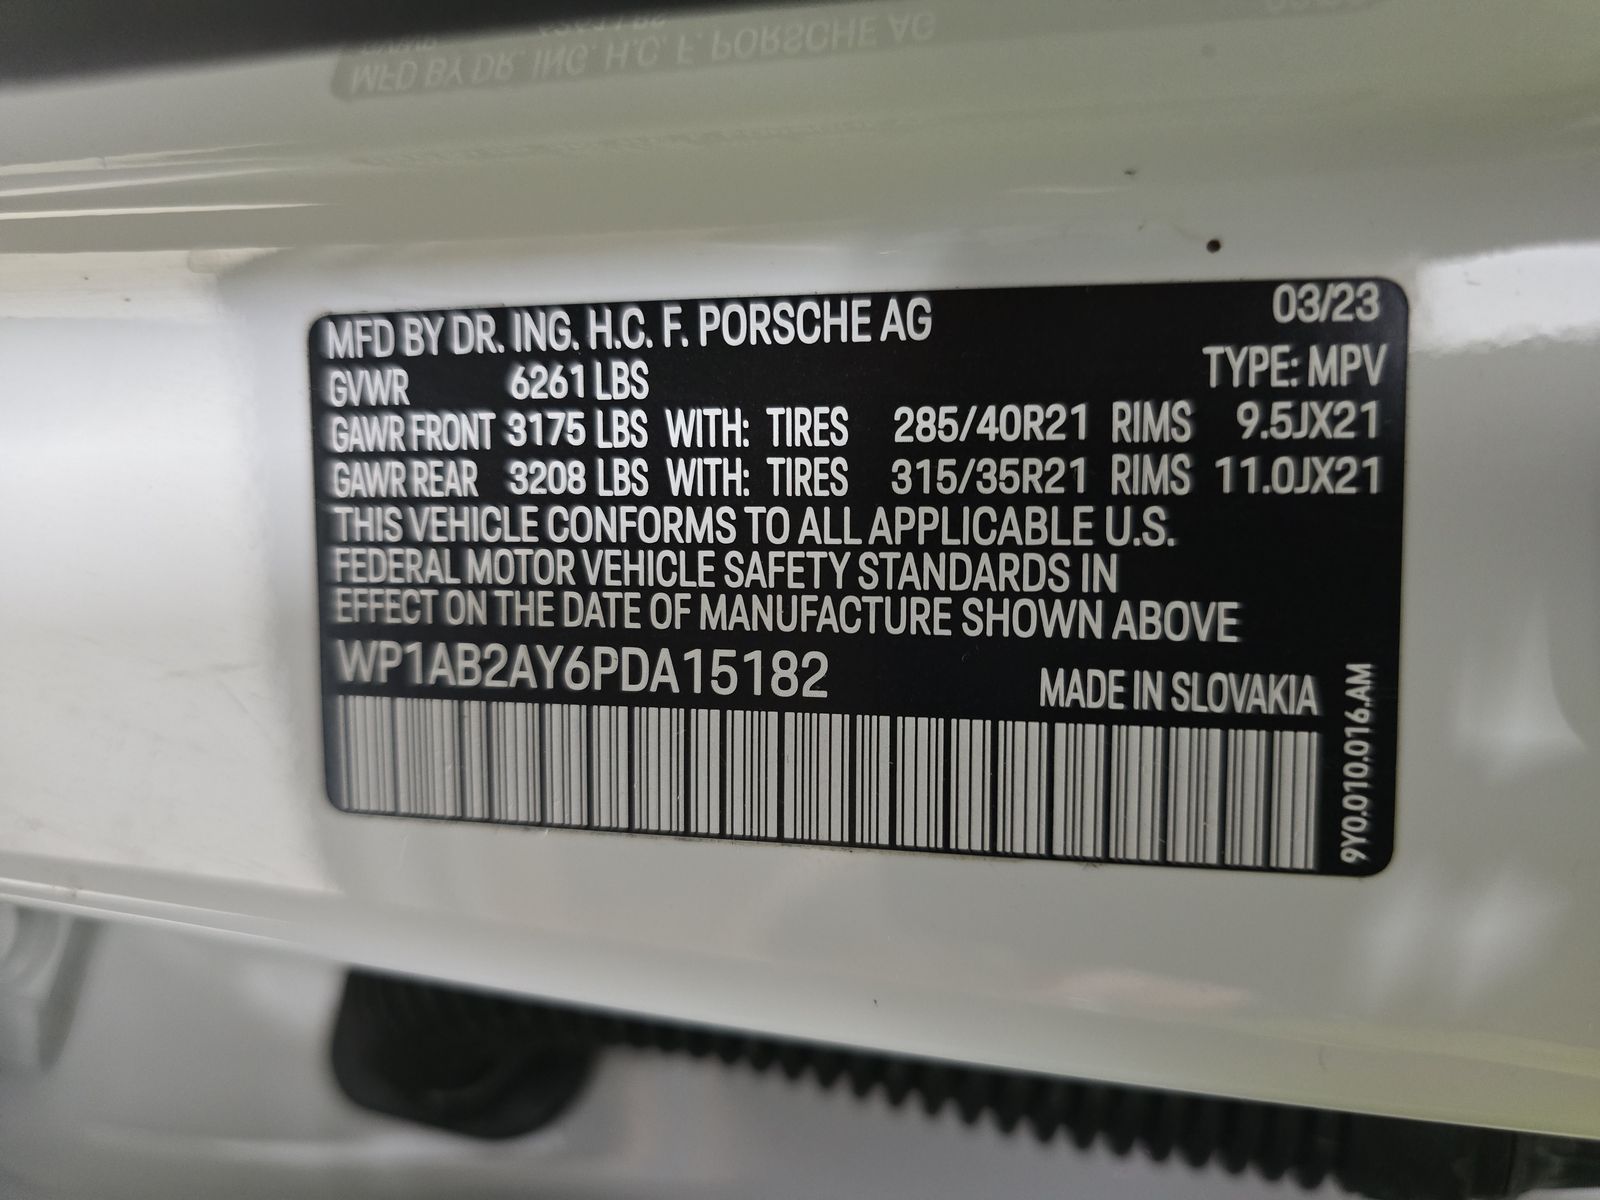 MFD BY DR. ING. H.C. F. PORSCHE AG 03/23
GVWR 6261 LBS TYPE: MPV
GAWR FRONT 3175 LBS WITH: TIRES 285/40R21 RIMS 9.5JX21
GAWR REAR 3208 LBS WITH: TIRES 315/35R21 RIMS 11.0JX21
THIS VEHICLE CONFORMS TO ALL APPLICABLE U.S.
FEDERAL MOTOR VEHICLE SAFETY STANDARDS IN
EFFECT ON THE DATE OF MANUFACTURE SHOWN ABOVE
WP1AB2AY6PDA15182
MADE IN SLOVAKIA
9Y0.010.016.AM